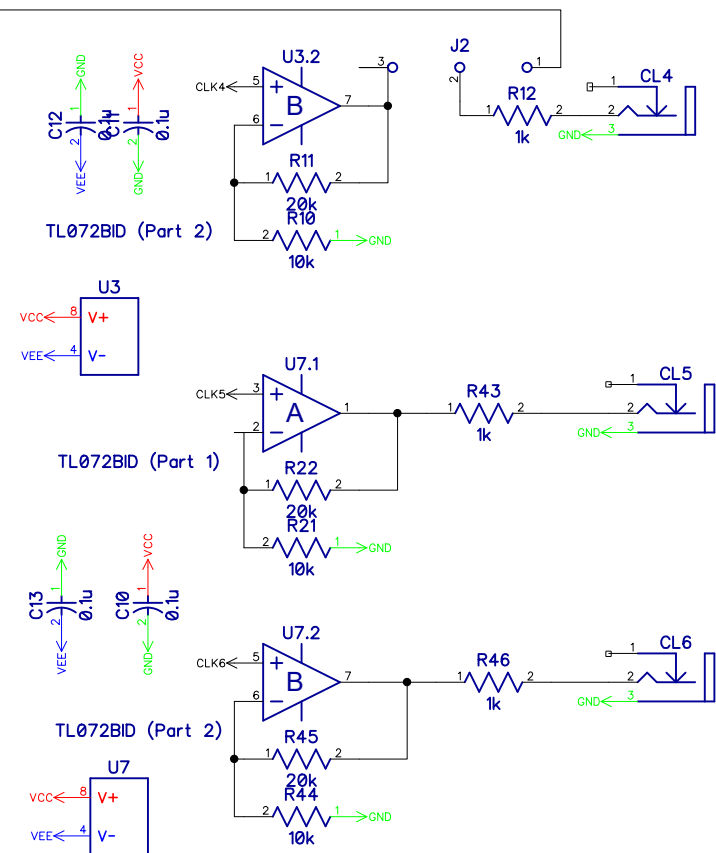 U3.2
J2
3
1
2
GND
VCC
1
1
C12
0.1u
C11
0.1u
2
2
VEE
GND
CLK4
5
+
B
7
6
−
R12
1
2
1k
CL4
1
2
GND
3
R11
1
2
20k
R10
2
1
GND
10k
TL072BID (Part 2)
U3
VCC
8
V+
VEE
4
V-
U7.1
CLK5
3
+
A
1
2
−
R43
1
2
1k
CL5
1
2
GND
3
TL072BID (Part 1)
R22
1
2
20k
R21
2
1
GND
10k
GND
VCC
1
1
C13
0.1u
C10
0.1u
2
2
VEE
GND
U7.2
CLK6
5
+
B
7
6
−
R46
1
2
1k
CL6
1
2
GND
3
TL072BID (Part 2)
R45
1
2
20k
R44
2
1
GND
10k
U7
VCC
8
V+
VEE
4
V-